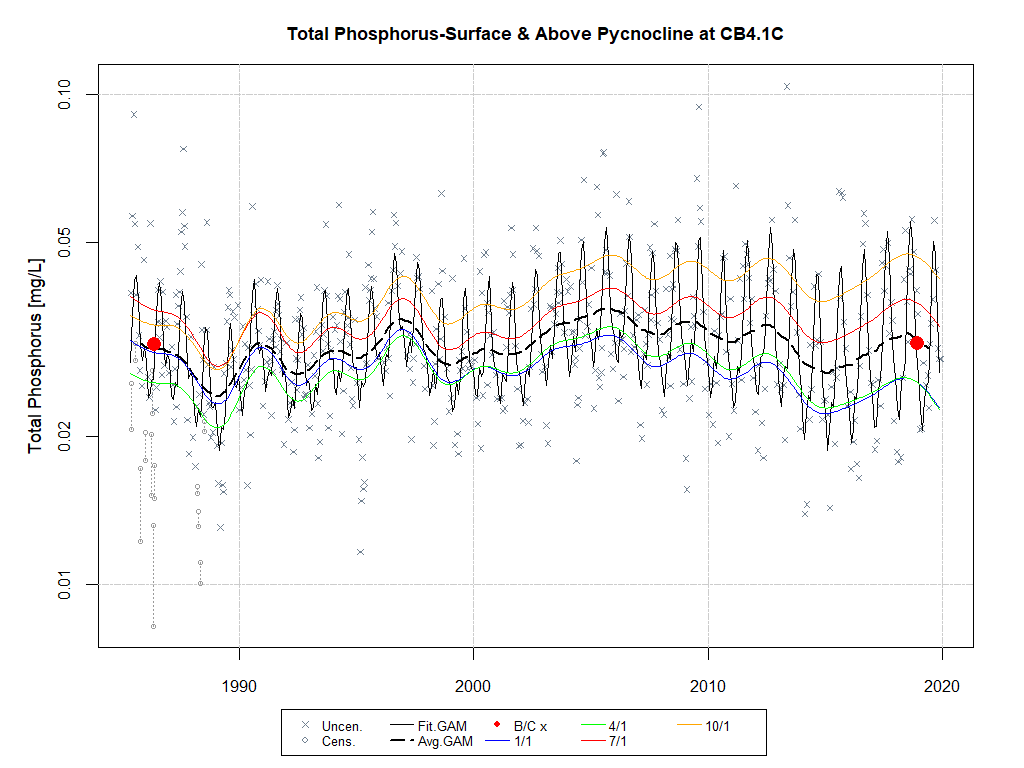 Total Phosphorus-Surface & Above Pycnocline at CB4.1C
Total Phosphorus [mg/L]
0.10
0.05
0.02
0.01
1990 2000 2010 2020
Uncen. Fit.GAM B/C x 4/1 10/1
Cens. Avg.GAM 1/1 7/1